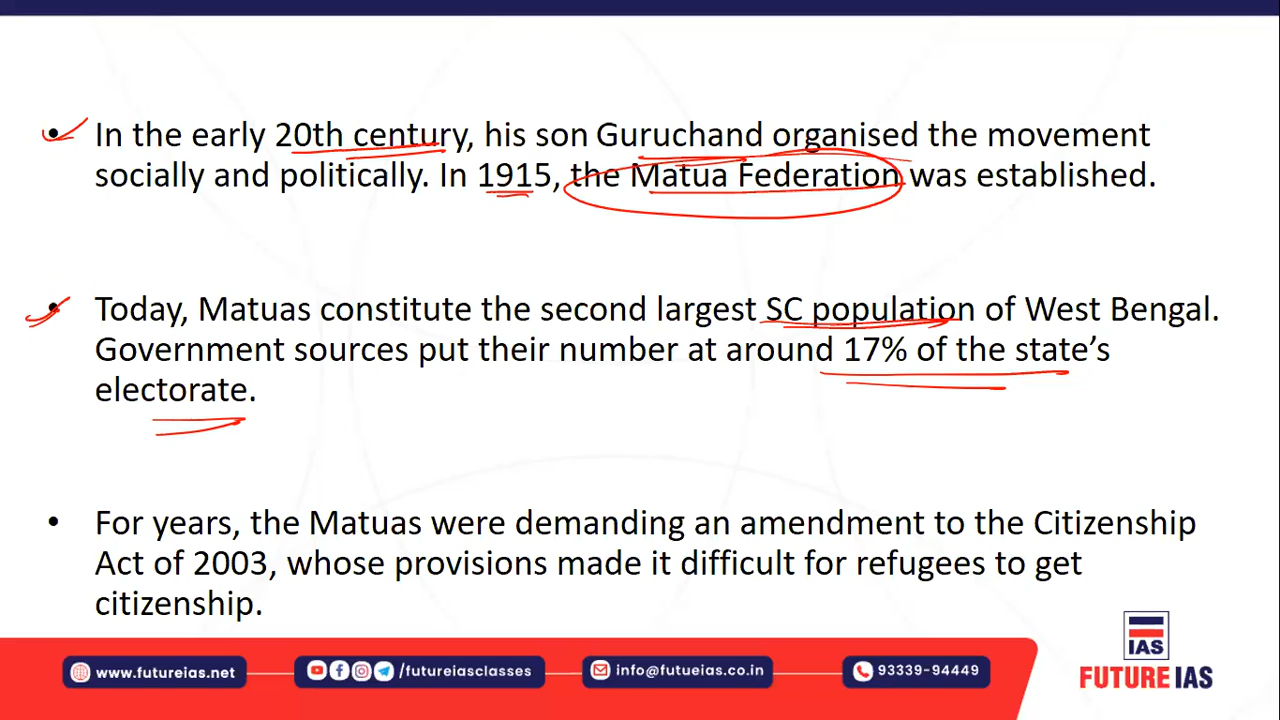 • In the early 20th century, his son Guruchand organised the movement
socially and politically. In 1915, the Matua Federation was established.
• Today, Matuas constitute the second largest SC population of West Bengal.
Government sources put their number at around 17% of the state’s
electorate.
• For years, the Matuas were demanding an amendment to the Citizenship
Act of 2003, whose provisions made it difficult for refugees to get
citizenship.
www.futureias.net
/futureiasclasses
info@futueias.co.in
93339-94449
IAS
FUTURE IAS